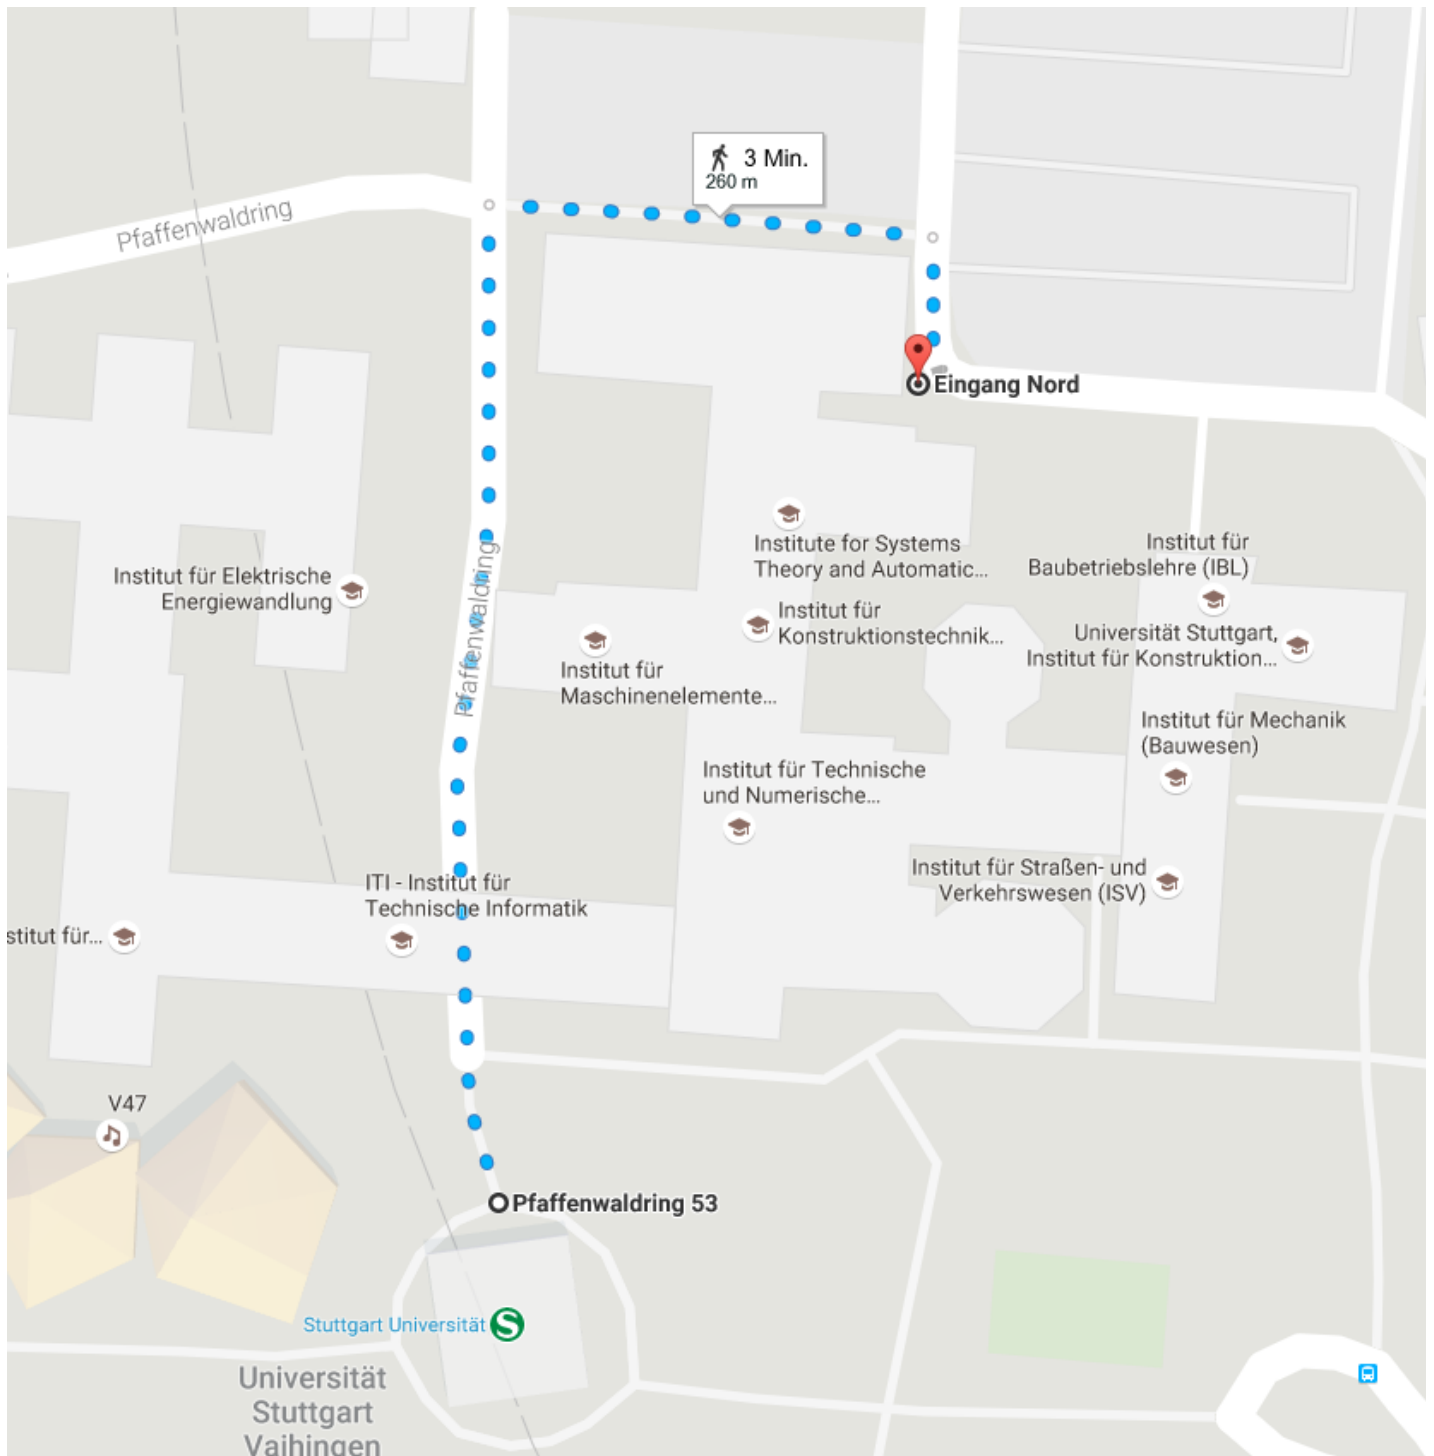 3 Min.
260 m
Pfaffenwaldring
Eingang Nord
Institute for Systems
Theory and Automatic...
Institut für
Baubetriebslehre (IBL)
Institut für Elektrische
Energiewandlung
Pfaffenwaldring
Institut für
Konstruktionstechnik...
Universität Stuttgart,
Institut für Konstruktion...
Institut für
Maschinenelemente...
Institut für Mechanik
(Bauwesen)
Institut für Technische
und Numerische...
Institut für Straßen- und
Verkehrswesen (ISV)
ITI - Institut für
Technische Informatik
stitut für...
V47
Pfaffenwaldring 53
Stuttgart Universität S
Universität
Stuttgart
Vaihingen